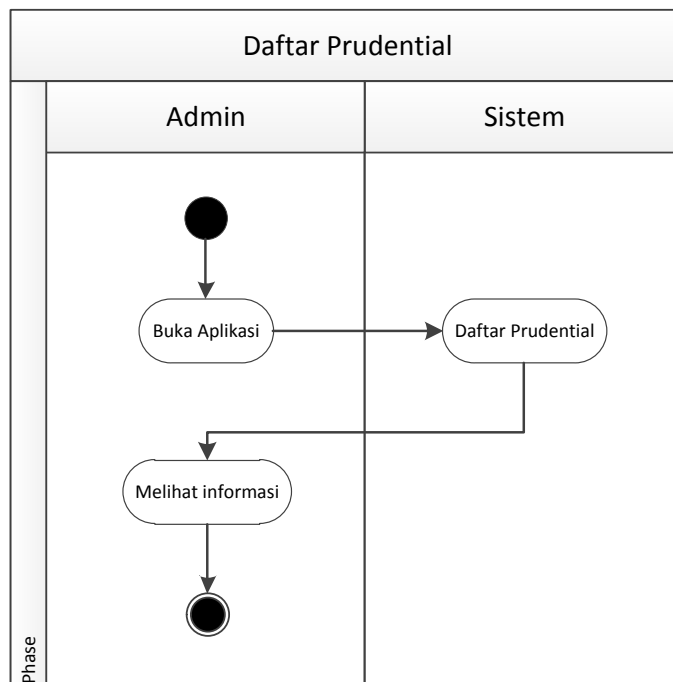 Daftar Prudential
Admin
Sistem
Buka Aplikasi
Daftar Prudential
Melihat informasi
Phase